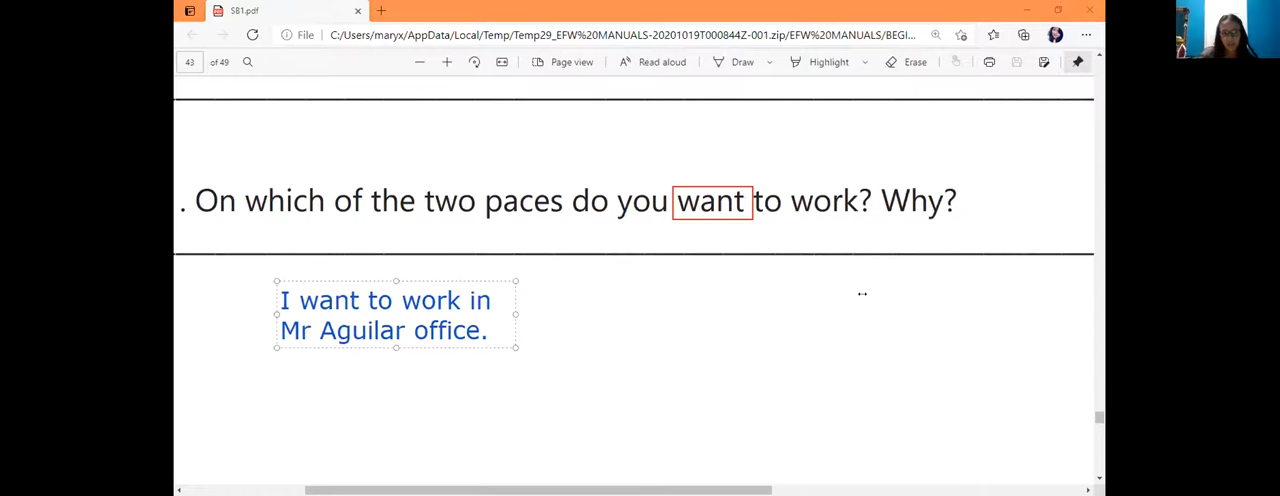 SB1.pdf
File C:/Users/maryx/AppData/Local/Temp/Temp29_EFW%20MANUALS-20201019T000844Z-001.zip/EFW%20MANUALS/BEGI...
43 of 49 Page view Read aloud Draw Highlight Erase
. On which of the two paces do you want to work? Why?
I want to work in
Mr Aguilar office.